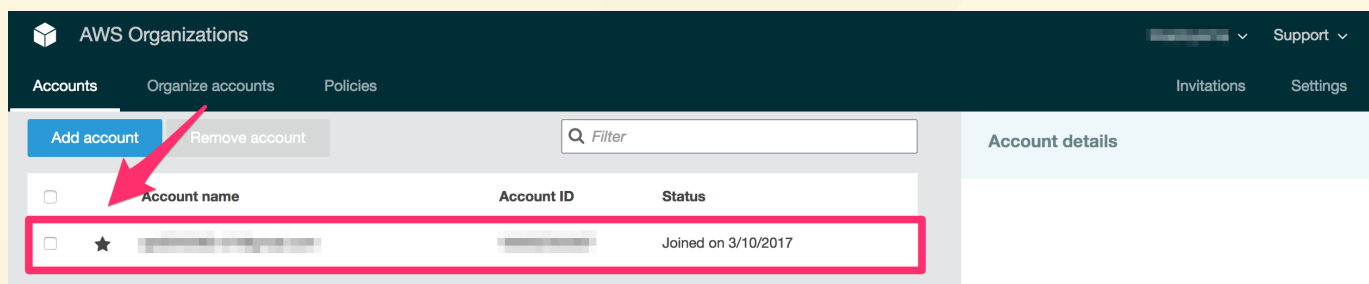 AWS Organizations
Support
Accounts Organize accounts Policies Invitations Settings
Add account Remove account Filter Account details
Account name Account ID Status
Joined on 3/10/2017